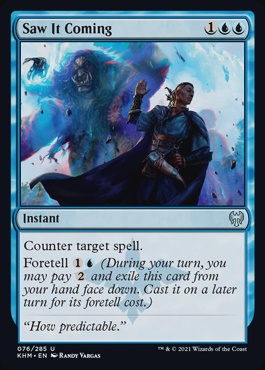 Saw It Coming 1
Instant
Counter target spell.
Foretell 1 (During your turn, you
may pay 2 and exile this card from
your hand face down. Cast it on a later
turn for its foretell cost.)
"How predictable."
076/285 U
KHM • EN RANDY VARGAS
™ & © 2021 Wizards of the Coast